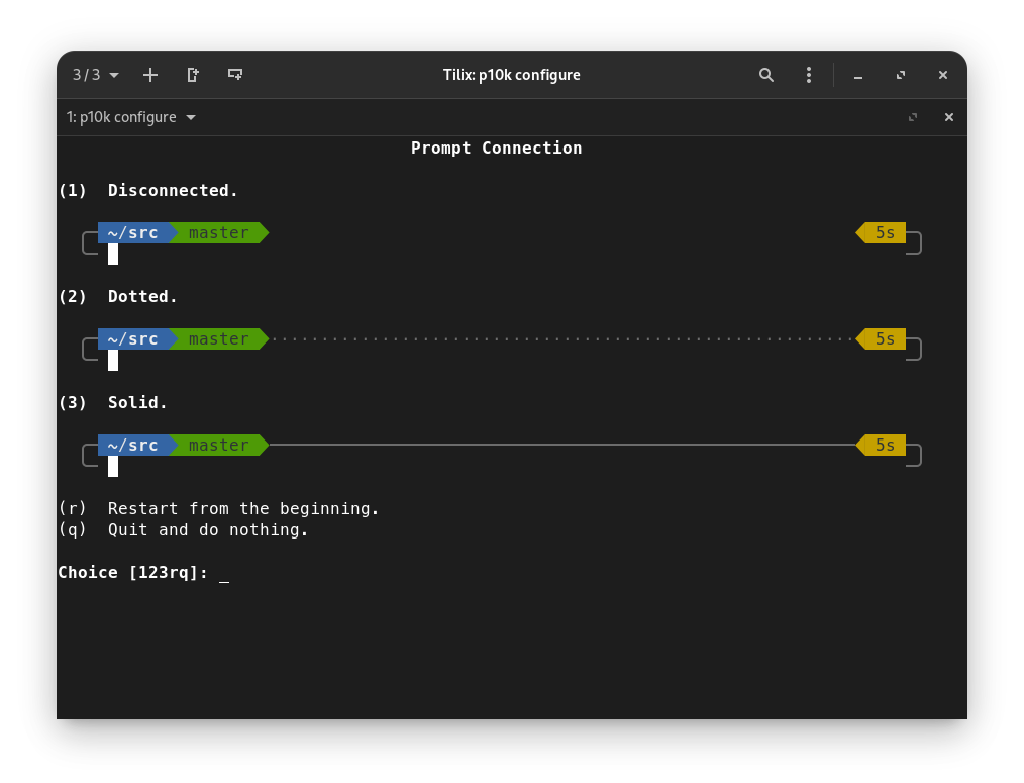 3 / 3
Tilix: p10k configure
1: p10k configure
Prompt Connection
(1)  Disconnected.
~/src master 5s
(2)  Dotted.
~/src master ························································· 5s
(3)  Solid.
~/src master 5s
(r)  Restart from the beginning.
(q)  Quit and do nothing.
Choice [123rq]: _